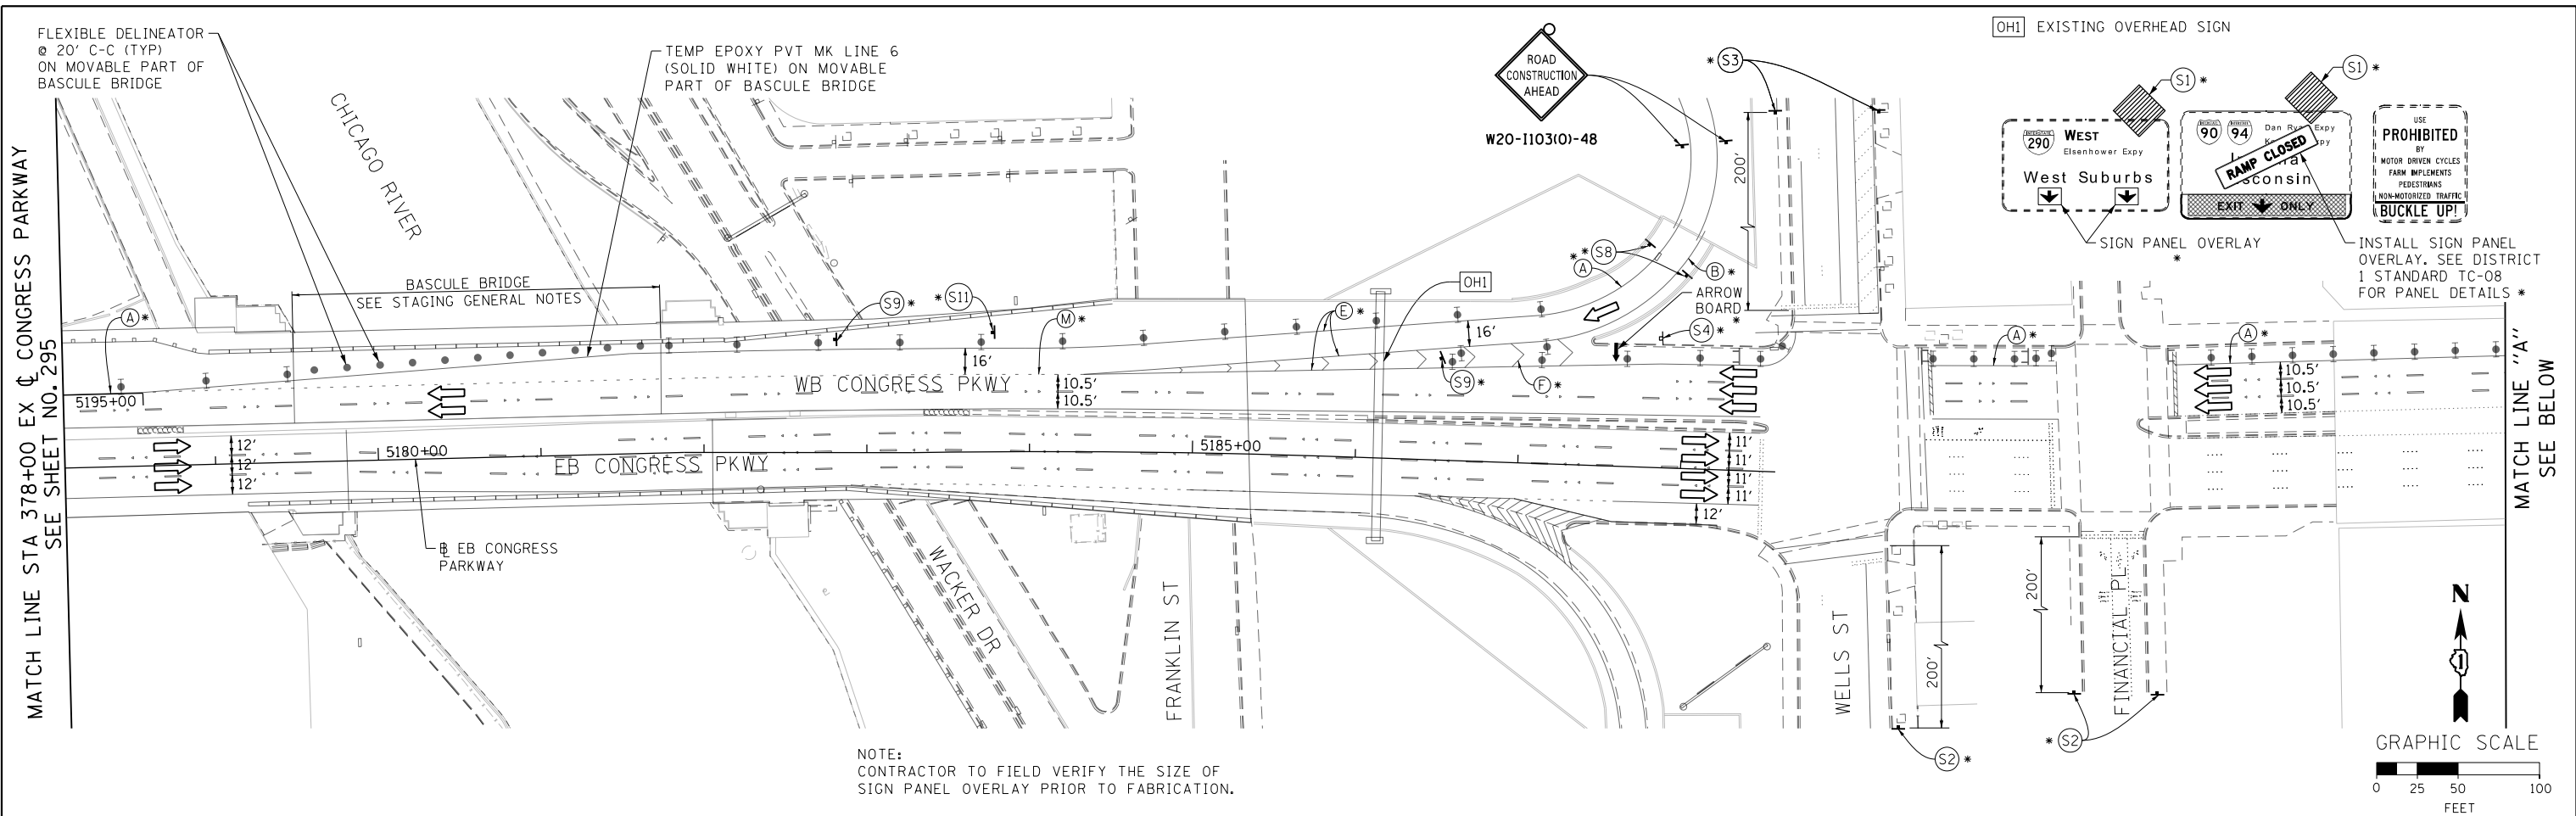 FLEXIBLE DELINEATOR
@ 20' C-C (TYP)
ON MOVABLE PART OF
BASCULE BRIDGE
TEMP EPOXY PVT MK LINE 6
(SOLID WHITE) ON MOVABLE
PART OF BASCULE BRIDGE
ROAD
CONSTRUCTION
AHEAD
W20-I103(O)-48
* S3
OH1 EXISTING OVERHEAD SIGN
S1 *
S1 *
INTERSTATE
290
WEST
Eisenhower Expy
West Suburbs
90 94
Dan Expy
RAMP CLOSED
EXIT ONLY
USE
PROHIBITED
BY
MOTOR DRIVEN CYCLES
FARM IMPLEMENTS
PEDESTRIANS
NON-MOTORIZED TRAFFIC
BUCKLE UP!
SIGN PANEL OVERLAY
*
INSTALL SIGN PANEL
OVERLAY. SEE DISTRICT
1 STANDARD TC-08
FOR PANEL DETAILS *
MATCH LINE STA 378+00 EX ℄ CONGRESS PARKWAY
SEE SHEET NO. 295
CHICAGO RIVER
BASCULE BRIDGE
SEE STAGING GENERAL NOTES
A *
S9 *
* S11
M *
E *
OH1
* * S8
A
B *
200'
ARROW
BOARD
*
S4 *
16'
16'
S9 *
F *
A *
A *
5195+00
WB CONGRESS PKWY
10.5'
10.5'
10.5'
10.5'
10.5'
12'
12'
12'
5180+00
EB CONGRESS PKWY
5185+00
11'
11'
11'
11'
12'
B EB CONGRESS
PARKWAY
WACKER DR
FRANKLIN ST
WELLS ST
200'
200'
FINANCIAL PL
S2 *
* S2
MATCH LINE "A"
SEE BELOW
N
1
NOTE:
CONTRACTOR TO FIELD VERIFY THE SIZE OF
SIGN PANEL OVERLAY PRIOR TO FABRICATION.
GRAPHIC SCALE
0 25 50 100
FEET